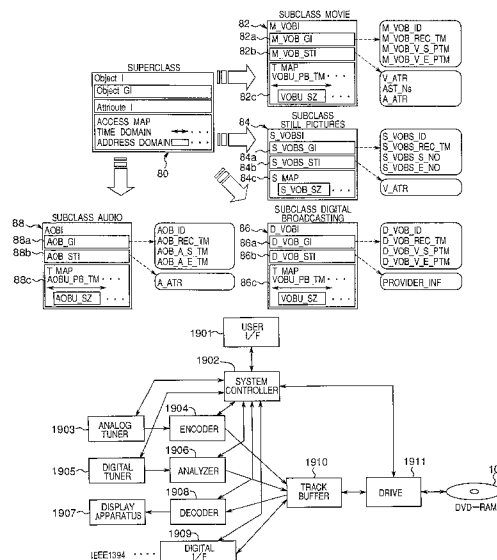 SUBCLASS MOVIE
82
M_VOBI
82a
M_VOB_GI
82b
M_VOB_STI
T_MAP
VOBU_PB_TM
82c
VOBU_SZ
M_VOB_ID
M_VOB_REC_TM
M_VOB_V_S_PTM
M_VOB_V_E_PTM
V_ATR
AST_Ns
A_ATR
SUPERCLASS
Object I
Object GI
Attribute I
ACCESS MAP
TIME DOMAIN
ADDRESS DOMAIN
80
SUBCLASS
STILL PICTURES
84
S_VOBSI
S_VOBS_GI
84a
S_VOBS_STI
84b
84c
S_MAP
S_VOB_SZ
S_VOBS_ID
S_VOBS_REC_TM
S_VOBS_S_NO
S_VOBS_E_NO
V_ATR
SUBCLASS AUDIO
88
AOBI
88a
AOB_GI
88b
AOB_STI
T_MAP
AOBU_PB_TM
88c
AOBU_SZ
AOB_ID
AOB_REC_TM
AOB_A_S_TM
AOB_A_E_TM
A_ATR
SUBCLASS DIGITAL
BROADCASTING
86
D_VOBI
86a
D_VOB_GI
86b
D_VOB_STI
T_MAP
VOBU_PB_TM
86c
VOBU_SZ
D_VOB_ID
D_VOB_REC_TM
D_VOB_V_S_PTM
D_VOB_V_E_PTM
PROVIDER_INF
1901
USER
I/F
1902
SYSTEM
CONTROLLER
1903
ANALOG
TUNER
1904
ENCODER
1905
DIGITAL
TUNER
1906
ANALYZER
1907
DISPLAY
APPARATUS
1908
DECODER
1909
DIGITAL
I/F
IEEE1394
1910
TRACK
BUFFER
1911
DRIVE
DVD-RAM